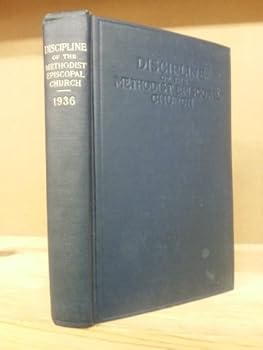 DISCIPLINE
OF THE
METHODIST
EPISCOPAL
CHURCH
1936
DISCIPLINE
OF THE
METHODIST EPISCOPAL
CHURCH